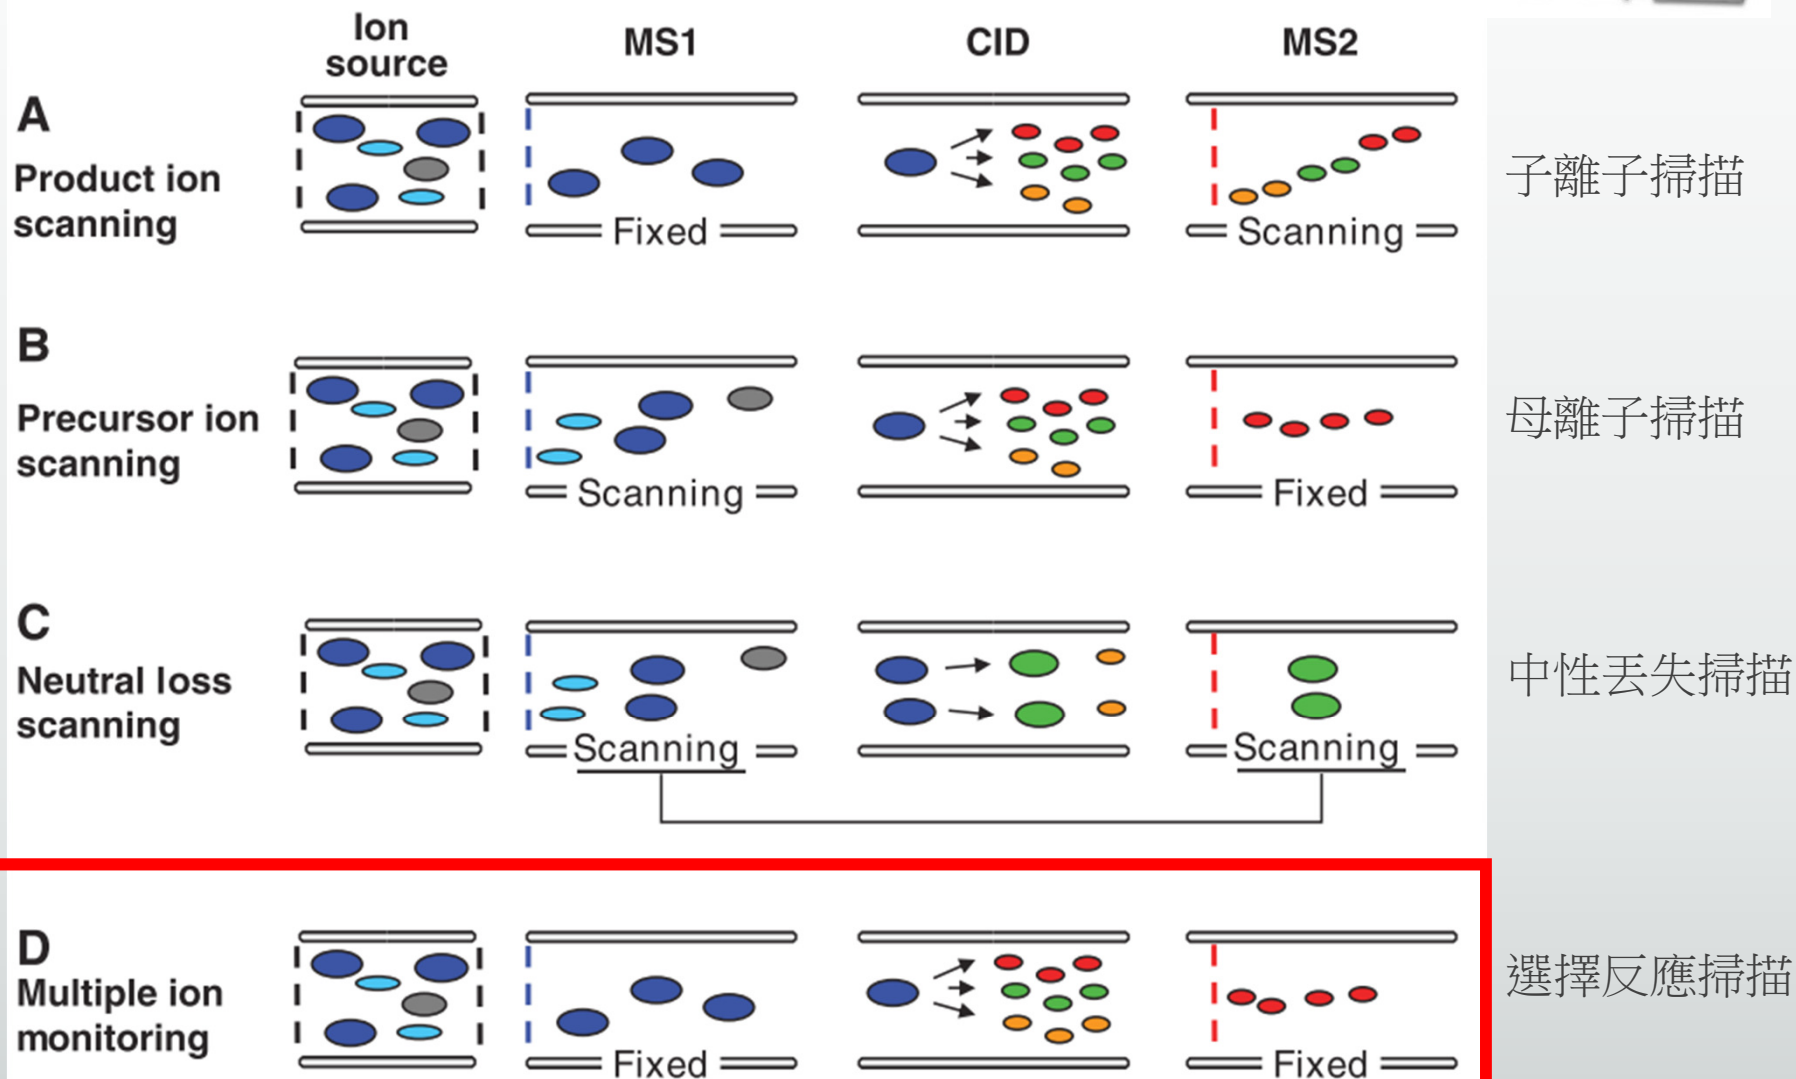 Ion
source
MS1
CID
MS2
A
Product ion
scanning
Fixed
Scanning
子離子掃描
B
Precursor ion
scanning
Scanning
Fixed
母離子掃描
C
Neutral loss
scanning
Scanning
Scanning
中性丟失掃描
D
Multiple ion
monitoring
Fixed
Fixed
選擇反應掃描